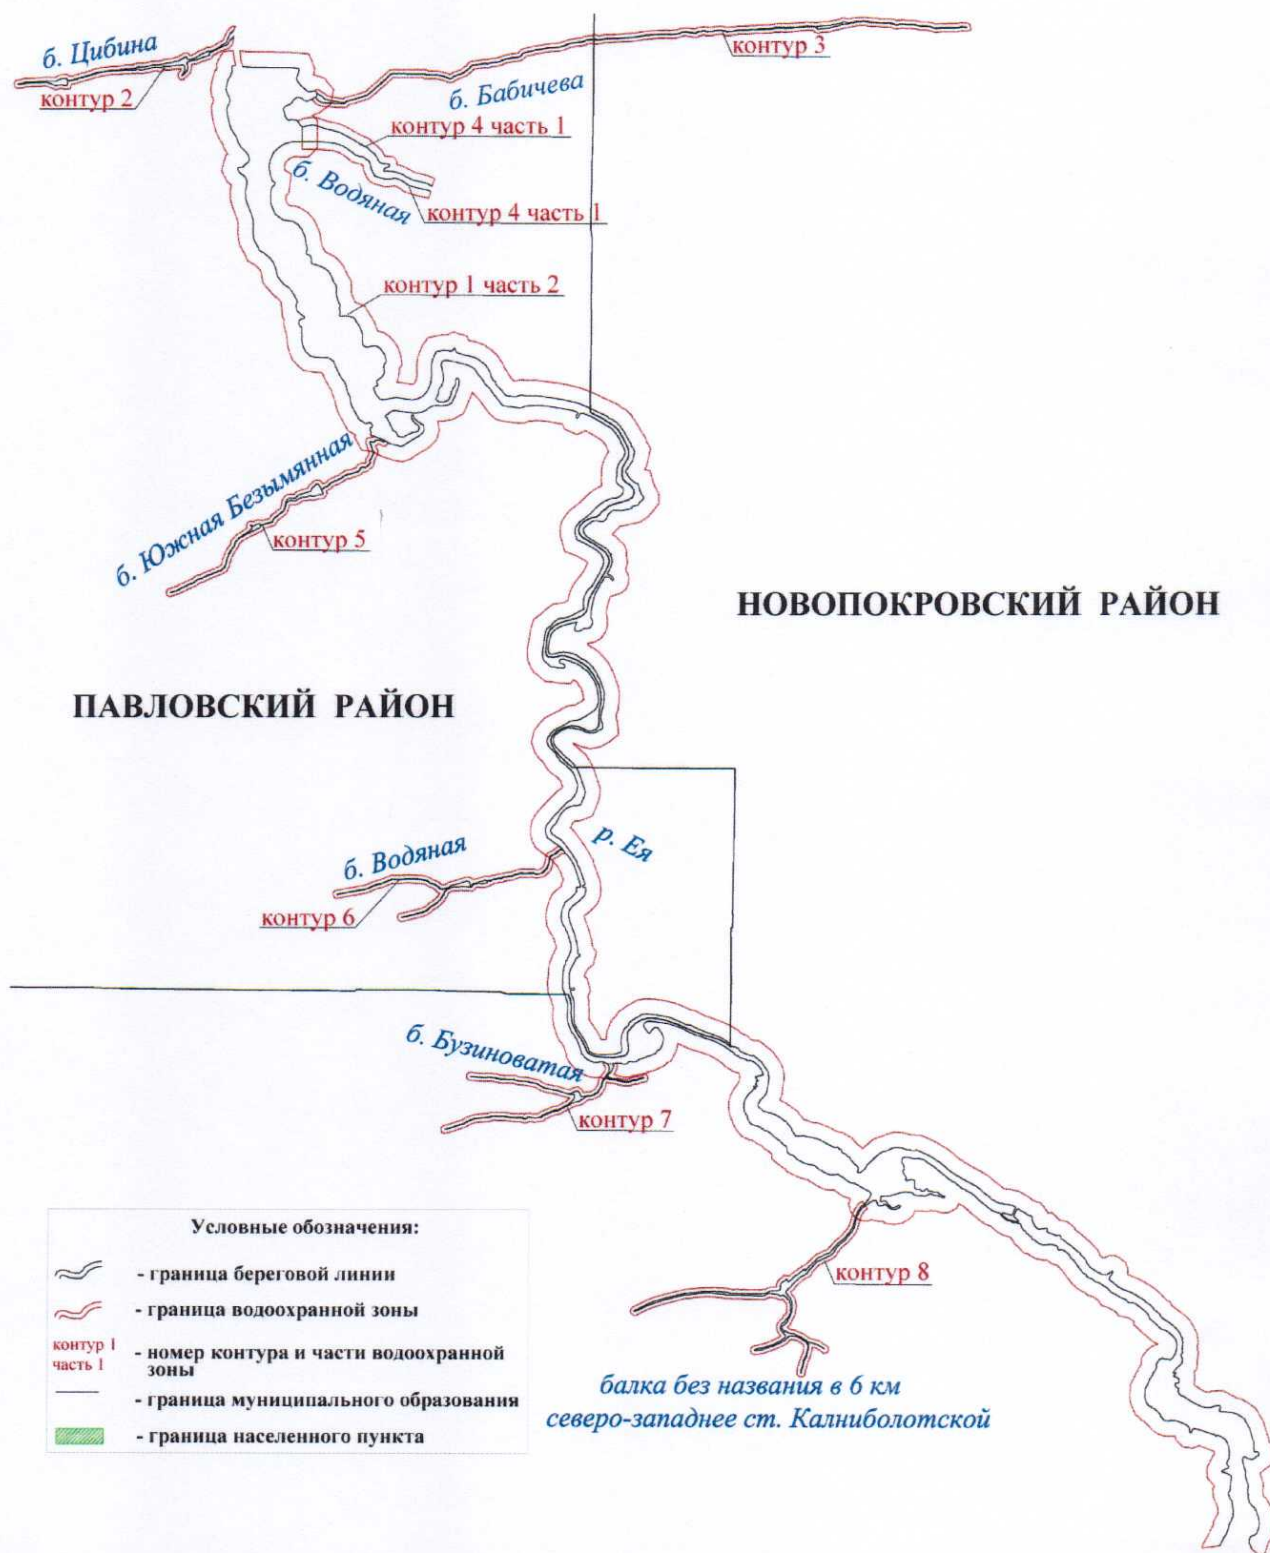 б. Цибина
контур 2
контур 3
б. Бабичева
контур 4 часть 1
б. Водяная
контур 4 часть 1
контур 1 часть 2
б. Южная Безымянная
контур 5
НОВОПОКРОВСКИЙ РАЙОН
ПАВЛОВСКИЙ РАЙОН
р. Ея
б. Водяная
контур 6
б. Бузиноватая
контур 7
контур 8
балка без названия в 6 км
северо-западнее ст. Калниболотской
Условные обозначения:
- граница береговой линии
- граница водоохранной зоны
контур 1
часть 1
- номер контура и части водоохранной
зоны
- граница муниципального образования
- граница населенного пункта